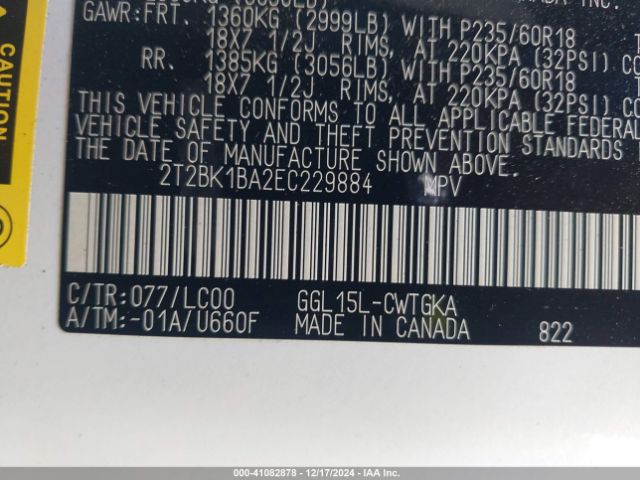 GAWR:FRT. 1360KG (2999LB) WITH P235/60R18
18X7 1/2J RIMS, AT 220KPA (32PSI) CO
RR. 1385KG (3056LB) WITH P235/60R18
18X7 1/2J RIMS, AT 220KPA (32PSI) CO
THIS VEHICLE CONFORMS TO ALL APPLICABLE FEDERAL
VEHICLE SAFETY AND THEFT PREVENTION STANDARDS
THE DATE OF MANUFACTURE SHOWN ABOVE.
2T2BK1BA2EC229884 MPV
C/TR:077/LC00 GGL15L-CWTGKA
A/TM:-01A/U660F MADE IN CANADA 822
CAUTION
000-41082878 - 12/17/2024 - IAA Inc.